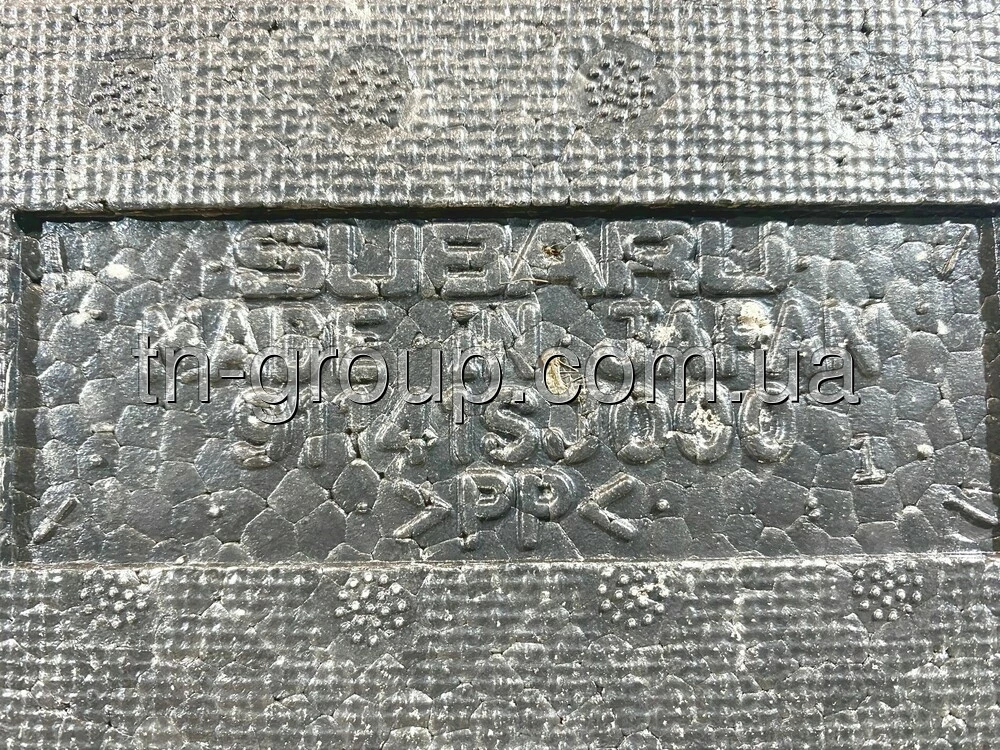 SUBARU
MADE IN JAPAN
tn-group.com.ua
>PP<